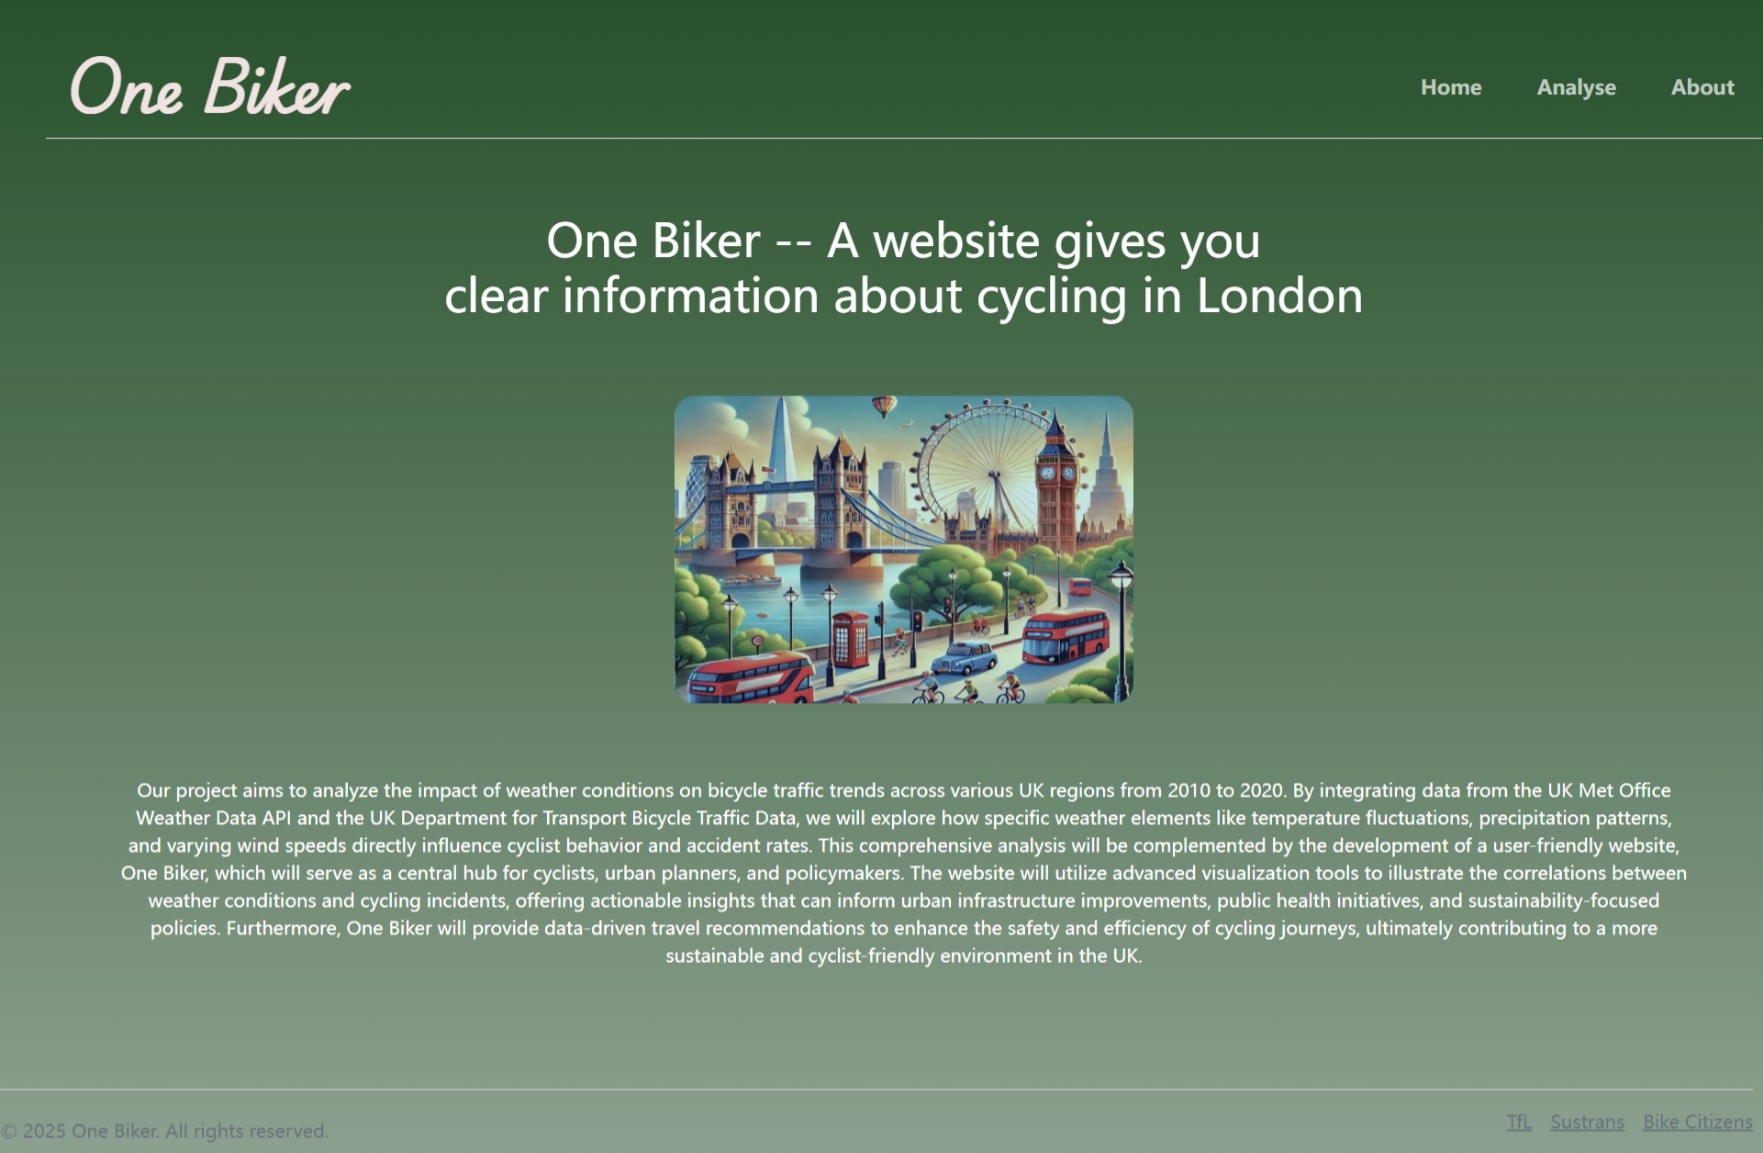 One Biker
Home Analyse About
One Biker -- A website gives you
clear information about cycling in London
Our project aims to analyze the impact of weather conditions on bicycle traffic trends across various UK regions from 2010 to 2020. By integrating data from the UK Met Office
Weather Data API and the UK Department for Transport Bicycle Traffic Data, we will explore how specific weather elements like temperature fluctuations, precipitation patterns,
and varying wind speeds directly influence cyclist behavior and accident rates. This comprehensive analysis will be complemented by the development of a user-friendly website,
One Biker, which will serve as a central hub for cyclists, urban planners, and policymakers. The website will utilize advanced visualization tools to illustrate the correlations between
weather conditions and cycling incidents, offering actionable insights that can inform urban infrastructure improvements, public health initiatives, and sustainability-focused
policies. Furthermore, One Biker will provide data-driven travel recommendations to enhance the safety and efficiency of cycling journeys, ultimately contributing to a more
sustainable and cyclist-friendly environment in the UK.
© 2025 One Biker. All rights reserved.
TfL Sustrans Bike Citizens